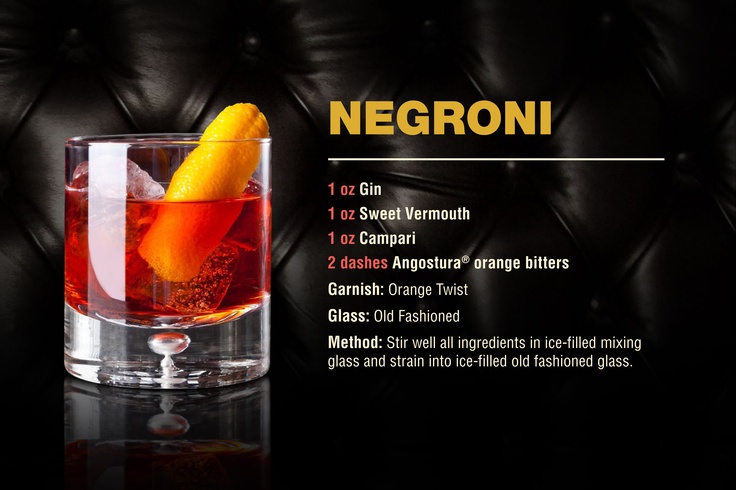 NEGRONI
1 oz Gin
1 oz Sweet Vermouth
1 oz Campari
2 dashes Angostura® orange bitters
Garnish: Orange Twist
Glass: Old Fashioned
Method: Stir well all ingredients in ice-filled mixing
glass and strain into ice-filled old fashioned glass.